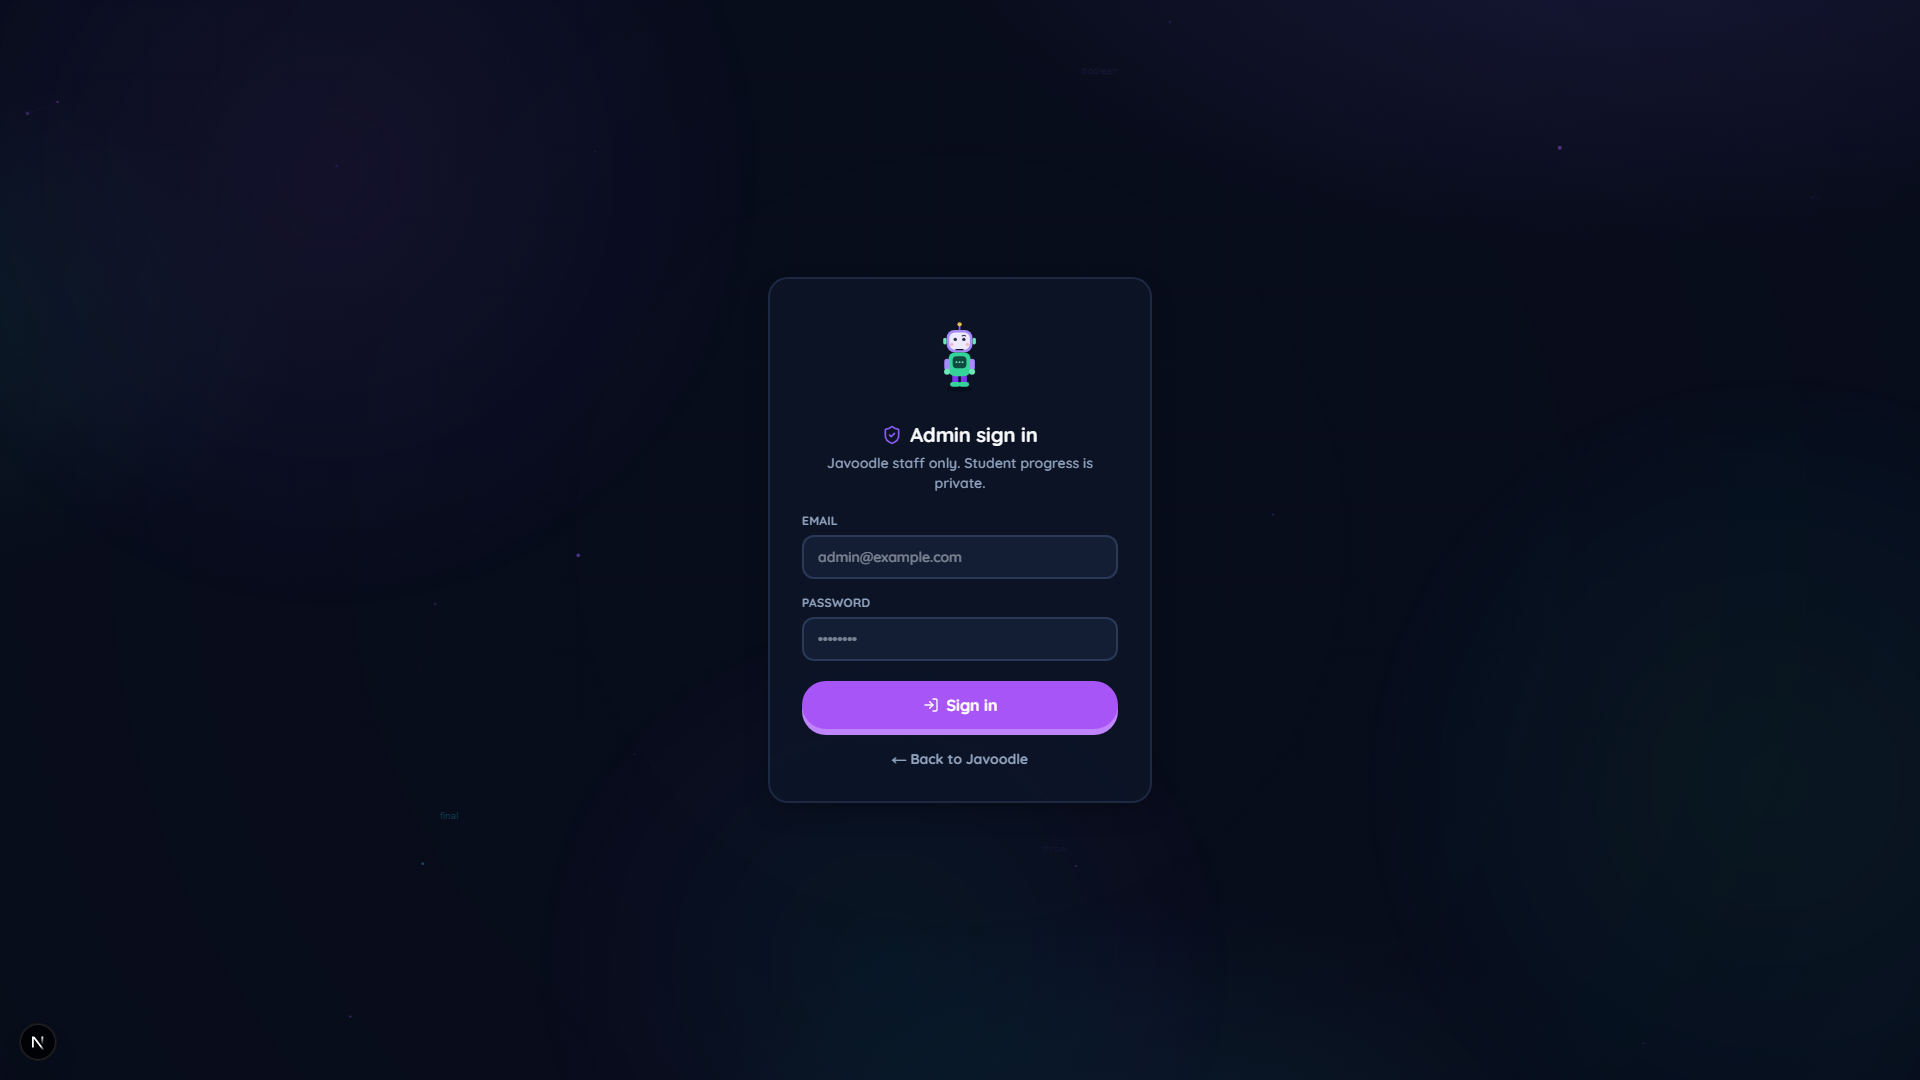 Admin sign in
Javoodle staff only. Student progress is
private.
EMAIL
admin@example.com
PASSWORD
••••••••
Sign in
← Back to Javoodle
final
N